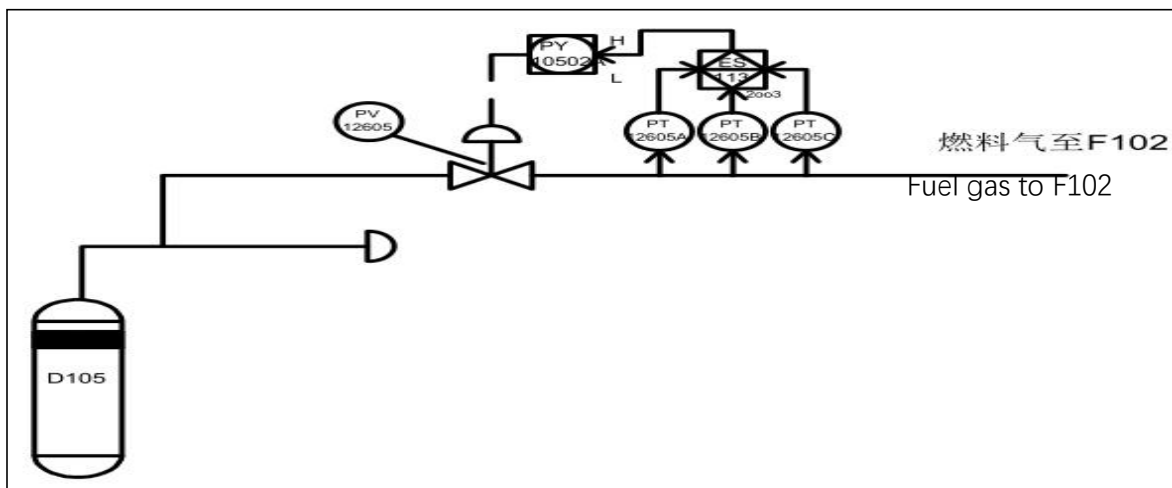 PY
10502A
H
L
ES
113
2oo3
PV
12605
PT
12605A
PT
12605B
PT
12605C
燃料气至F102
Fuel gas to F102
D105